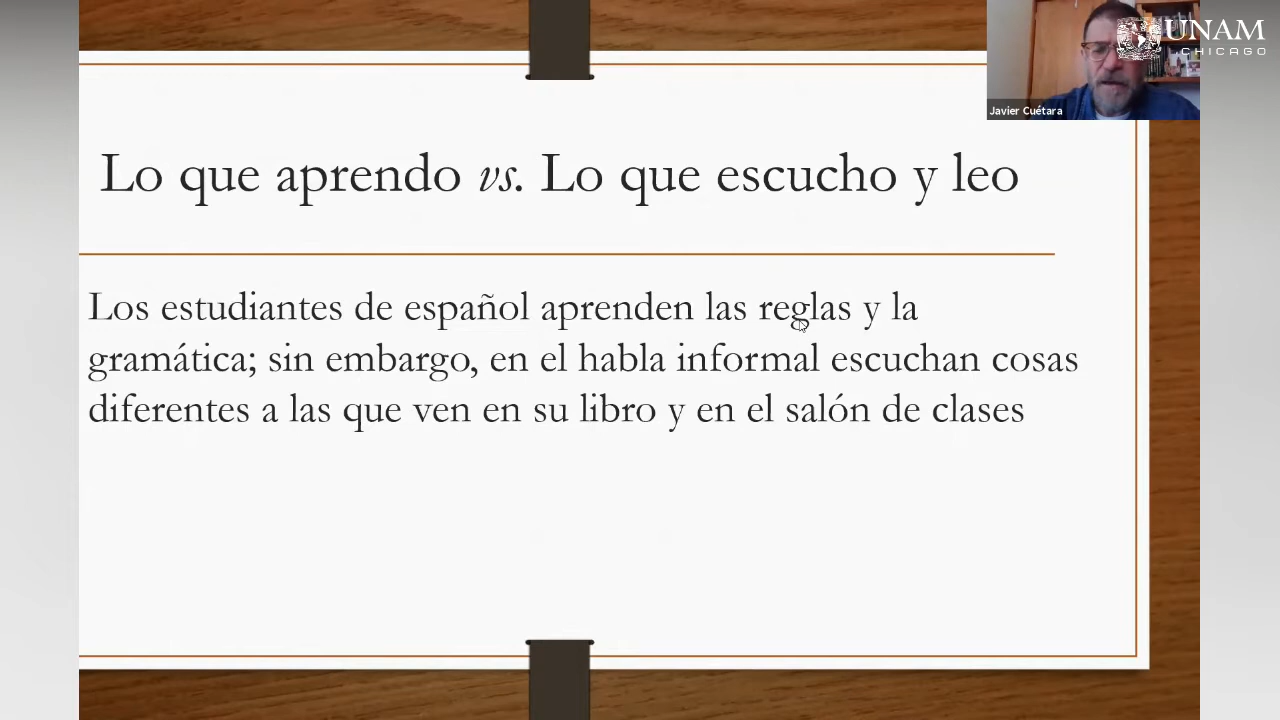 UNAM
CHICAGO
Javier Cuétara
Lo que aprendo vs. Lo que escucho y leo
Los estudiantes de español aprenden las reglas y la
gramática; sin embargo, en el habla informal escuchan cosas
diferentes a las que ven en su libro y en el salón de clases